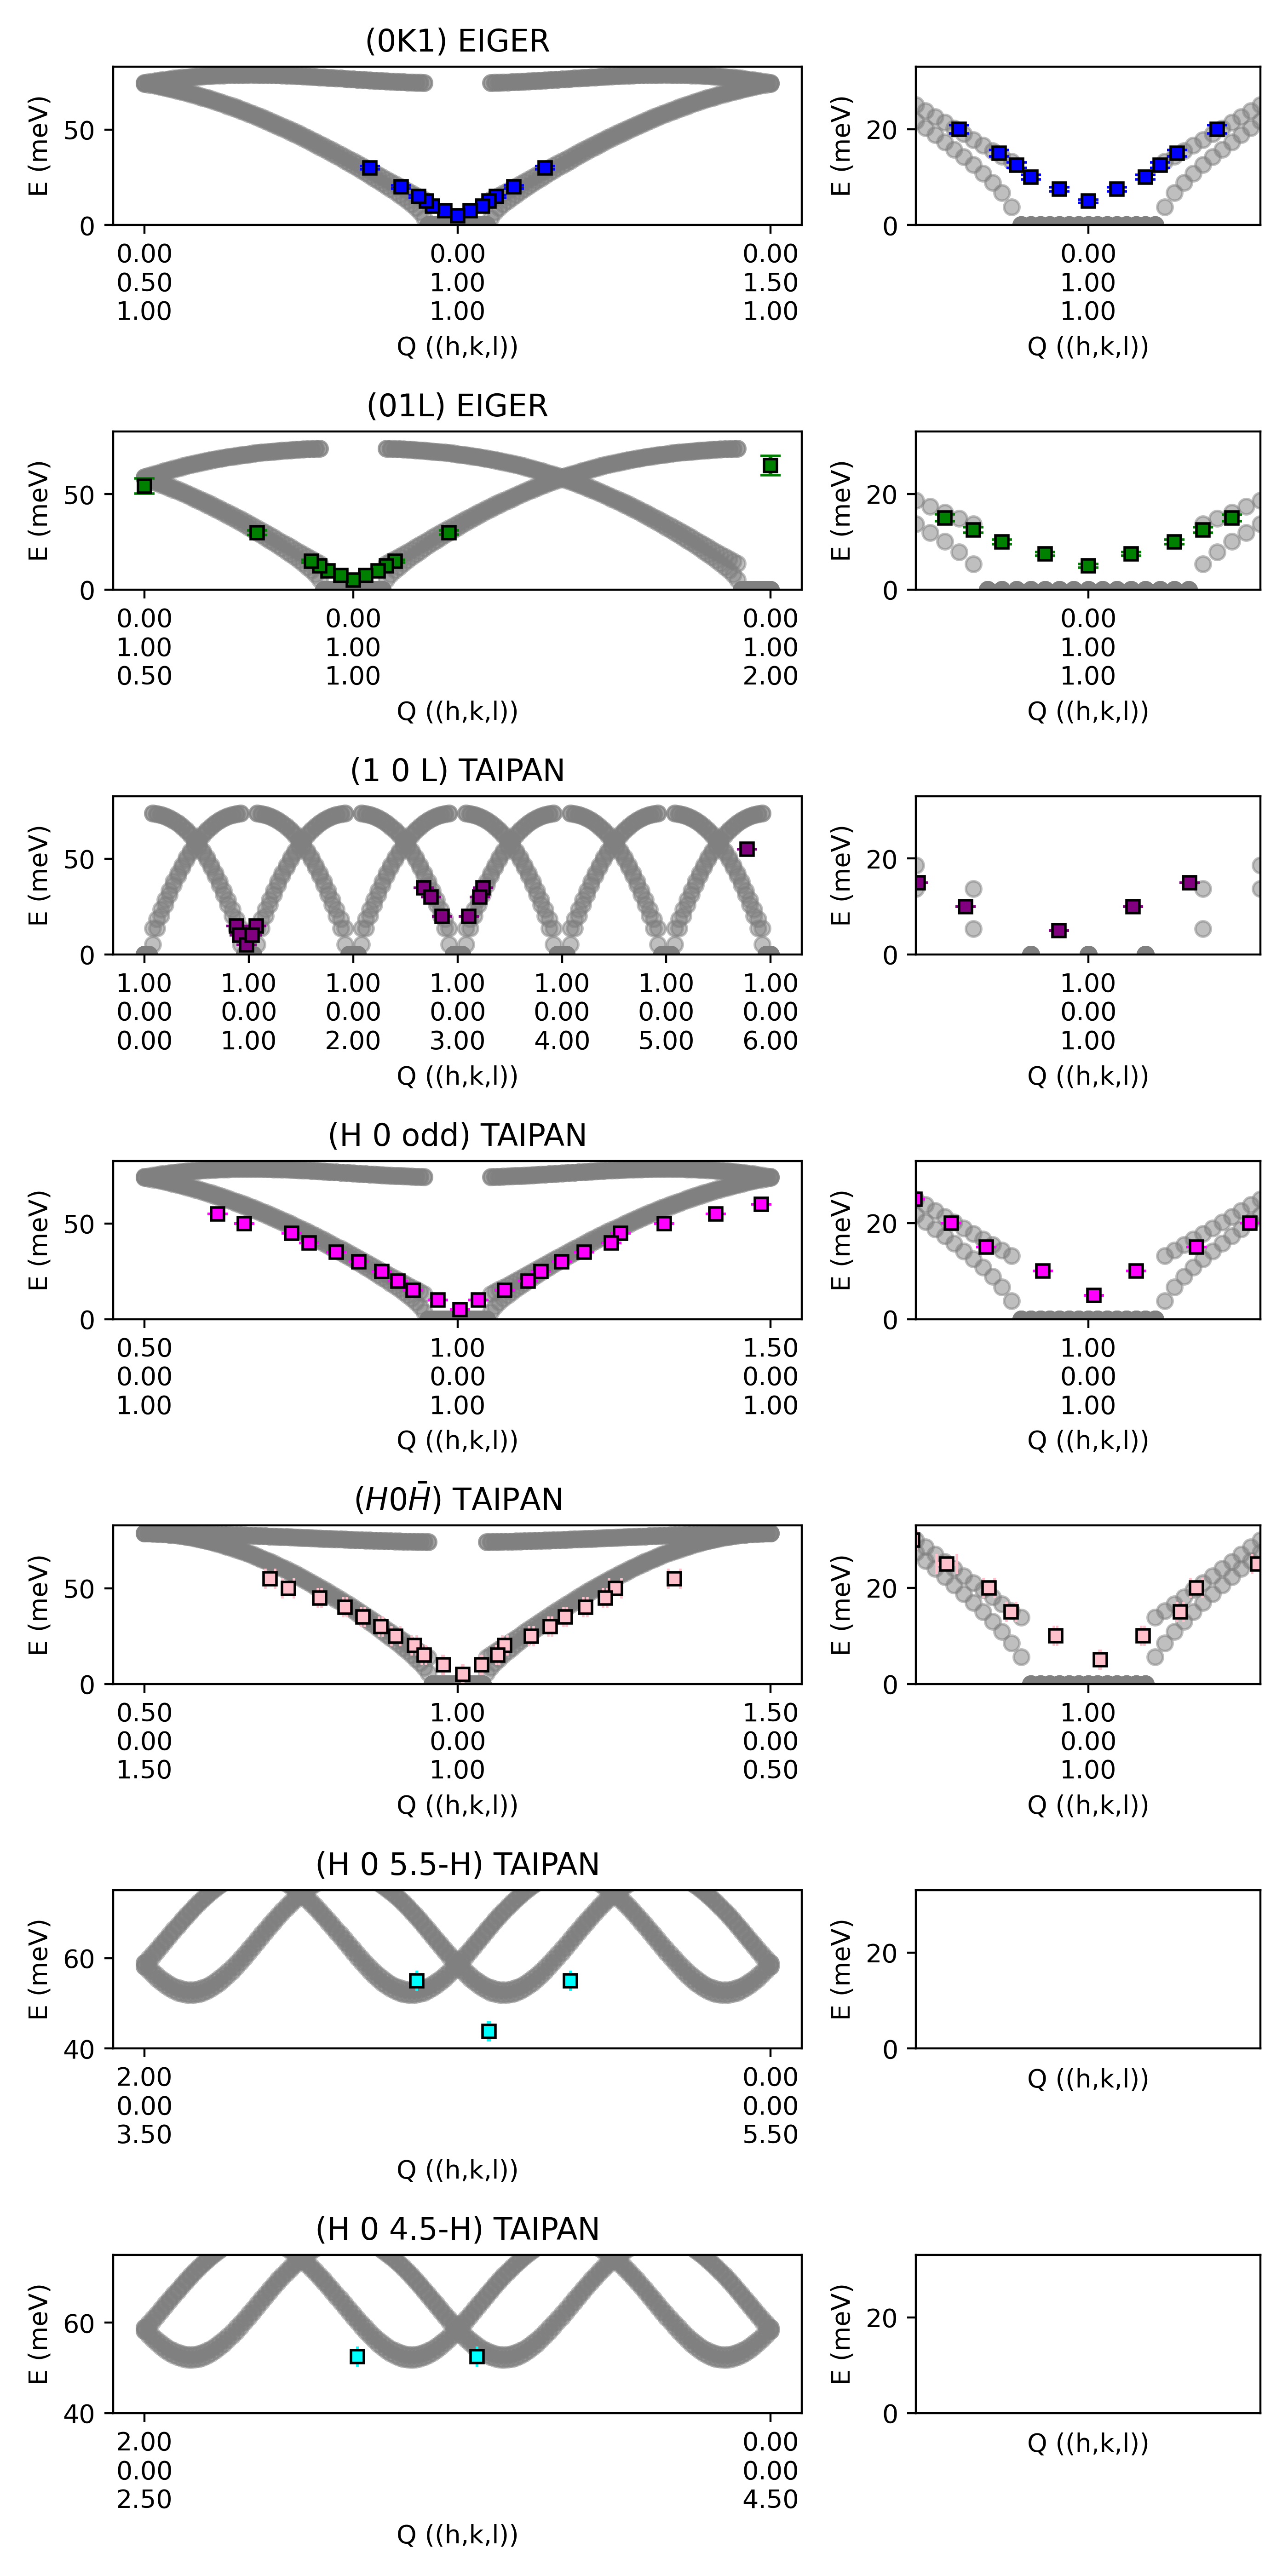 (0K1) EIGER
E (meV)
50
0
0.00 0.00 0.00
0.50 1.00 1.50
1.00 1.00 1.00
Q ((h,k,l))
E (meV)
20
0
0.00
1.00
1.00
Q ((h,k,l))
(01L) EIGER
E (meV)
50
0
0.00 0.00 0.00
1.00 1.00 1.00
0.50 1.00 2.00
Q ((h,k,l))
E (meV)
20
0
0.00
1.00
1.00
Q ((h,k,l))
(1 0 L) TAIPAN
E (meV)
50
0
1.00 1.00 1.00 1.00 1.00 1.00 1.00
0.00 0.00 0.00 0.00 0.00 0.00 0.00
0.00 1.00 2.00 3.00 4.00 5.00 6.00
Q ((h,k,l))
E (meV)
20
0
1.00
0.00
1.00
Q ((h,k,l))
(H 0 odd) TAIPAN
E (meV)
50
0
0.50 1.00 1.50
0.00 0.00 0.00
1.00 1.00 1.00
Q ((h,k,l))
E (meV)
20
0
1.00
0.00
1.00
Q ((h,k,l))
(H0H̄) TAIPAN
E (meV)
50
0
0.50 1.00 1.50
0.00 0.00 0.00
1.50 1.00 0.50
Q ((h,k,l))
E (meV)
20
0
1.00
0.00
1.00
Q ((h,k,l))
(H 0 5.5-H) TAIPAN
E (meV)
60
40
2.00 0.00
0.00 0.00
3.50 5.50
Q ((h,k,l))
E (meV)
20
0
Q ((h,k,l))
(H 0 4.5-H) TAIPAN
E (meV)
60
40
2.00 0.00
0.00 0.00
2.50 4.50
Q ((h,k,l))
E (meV)
20
0
Q ((h,k,l))